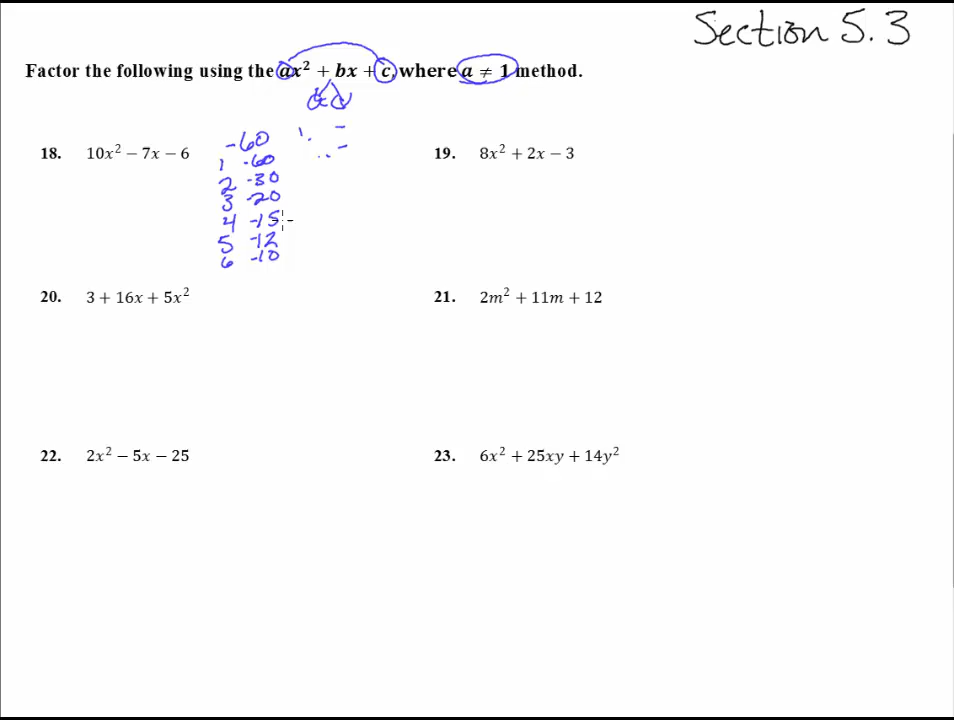 Section 5.3
Factor the following using the ax² + bx + c, where a ≠ 1 method.
18. 10x² − 7x − 6
-60
1 -60
2 -30
3 -20
4 -15
5 -12
6 -10
19. 8x² + 2x − 3
20. 3 + 16x + 5x²
21. 2m² + 11m + 12
22. 2x² − 5x − 25
23. 6x² + 25xy + 14y²